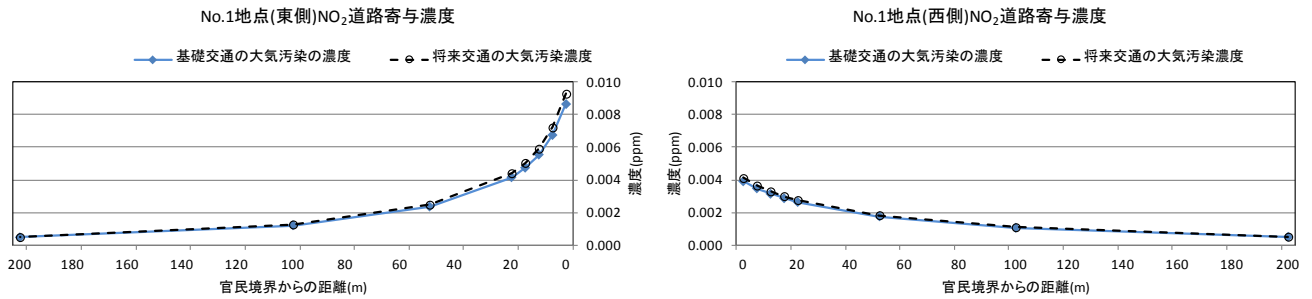 No.1地点(東側)NO₂道路寄与濃度
基礎交通の大気汚染の濃度 将来交通の大気汚染濃度
0.010
0.008
0.006
0.004
0.002
0.000
濃度(ppm)
200 180 160 140 120 100 80 60 40 20 0
官民境界からの距離(m)
No.1地点(西側)NO₂道路寄与濃度
基礎交通の大気汚染の濃度 将来交通の大気汚染濃度
0.010
0.008
0.006
0.004
0.002
0.000
濃度(ppm)
0 20 40 60 80 100 120 140 160 180 200
官民境界からの距離(m)